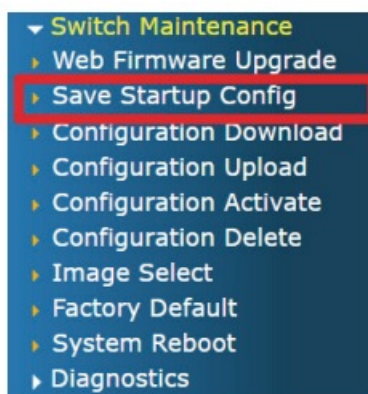 Switch Maintenance
Web Firmware Upgrade
Save Startup Config
Configuration Download
Configuration Upload
Configuration Activate
Configuration Delete
Image Select
Factory Default
System Reboot
Diagnostics